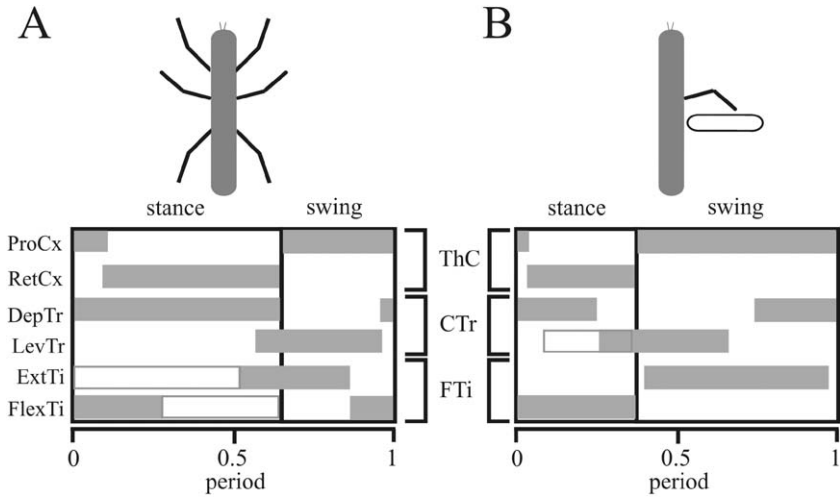 A
B
stance swing
stance swing
ProCx
RetCx
DepTr
LevTr
ExtTi
FlexTi
ThC
CTr
FTi
0 0.5 1
period
0 0.5 1
period